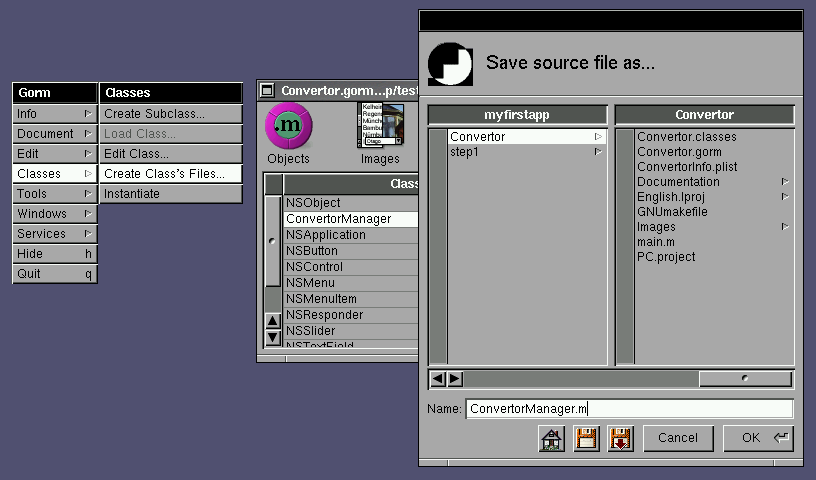 Gorm
Info
Document
Edit
Classes
Tools
Windows
Services
Hide h
Quit q
Classes
Create Subclass...
Load Class...
Edit Class...
Create Class's Files...
Instantiate
Convertor.gorm...p/test
.m
Objects
Images
Clas
NSObject
ConvertorManager
NSApplication
NSButton
NSControl
NSMenu
NSMenuItem
NSResponder
NSSlider
NSTextField
Save source file as...
myfirstapp
Convertor
step1
Convertor
Convertor.classes
Convertor.gorm
ConvertorInfo.plist
Documentation
English.lproj
GNUmakefile
Images
main.m
PC.project
Name: ConvertorManager.m
Cancel
OK